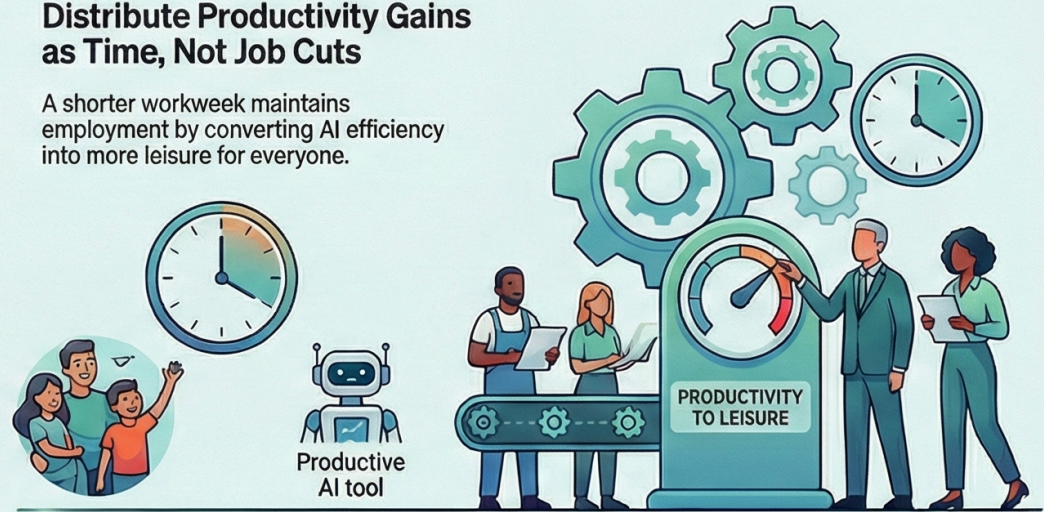 Distribute Productivity Gains
as Time, Not Job Cuts
A shorter workweek maintains
employment by converting AI efficiency
into more leisure for everyone.
Productive
AI tool
PRODUCTIVITY
TO LEISURE